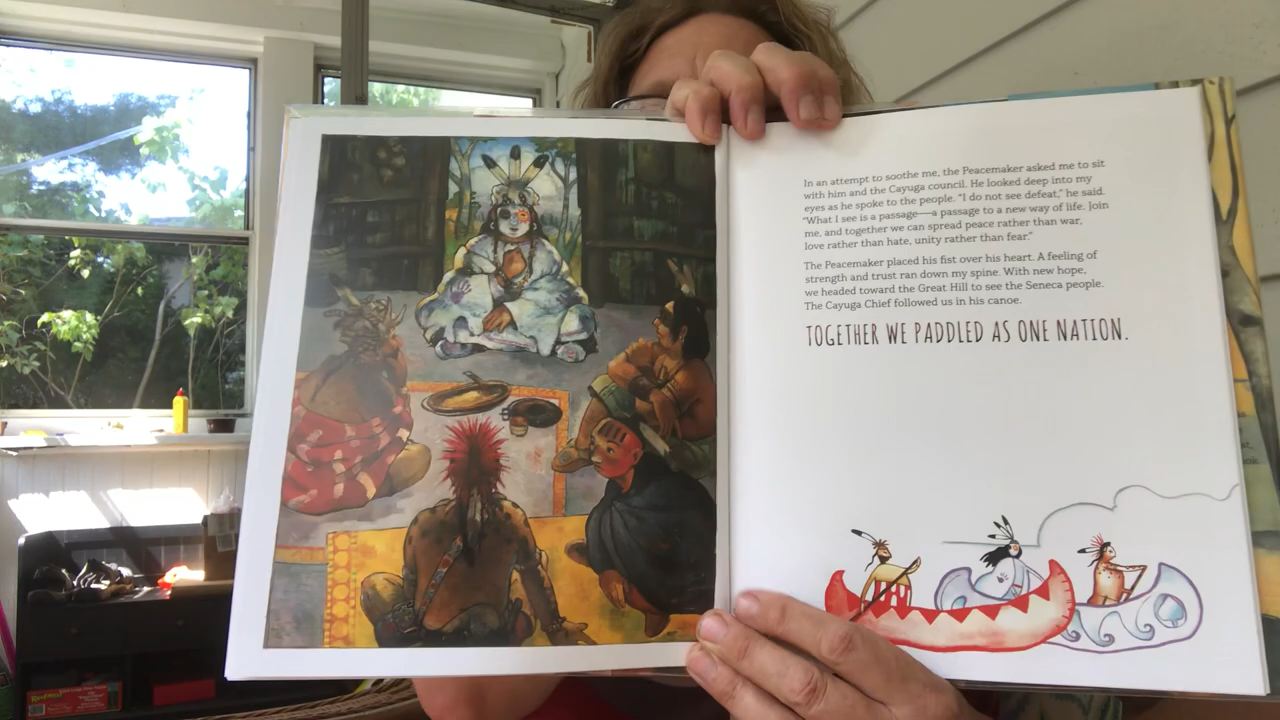 In an attempt to soothe me, the Peacemaker asked me to sit
with him and the Cayuga council. He looked deep into my
eyes as he spoke to the people. “I do not see defeat,” he said.
“What I see is a passage—a passage to a new way of life. Join
me, and together we can spread peace rather than war,
love rather than hate, unity rather than fear.”
The Peacemaker placed his fist over his heart. A feeling of
strength and trust ran down my spine. With new hope,
we headed toward the Great Hill to see the Seneca people.
The Cayuga Chief followed us in his canoe.
TOGETHER WE PADDLED AS ONE NATION.